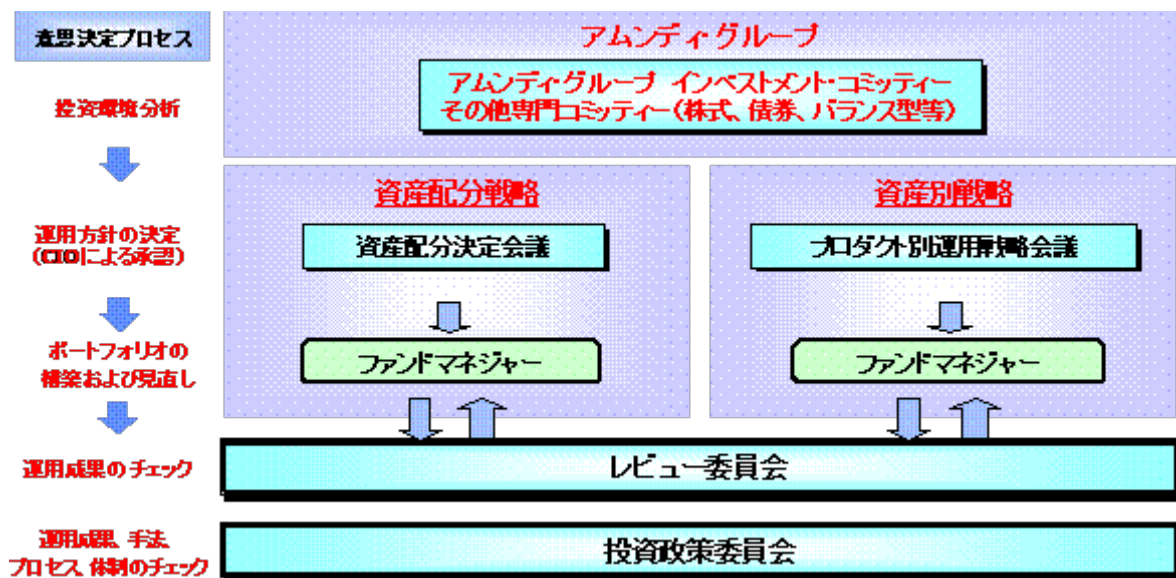 意思決定プロセス
アムンディ・グループ
アムンディ・グループ インベストメント・コミッティー
その他専門コミッティー(株式、債券、バランス型等)
投資環境分析
資産配分戦略
資産別戦略
運用方針の決定
(CIOによる承認)
資産配分決定会議
プロダクト別運用戦略会議
ポートフォリオの
構築および見直し
ファンドマネジャー
ファンドマネジャー
運用成果のチェック
レビュー委員会
運用成果、手法、
プロセス、体制のチェック
投資政策委員会